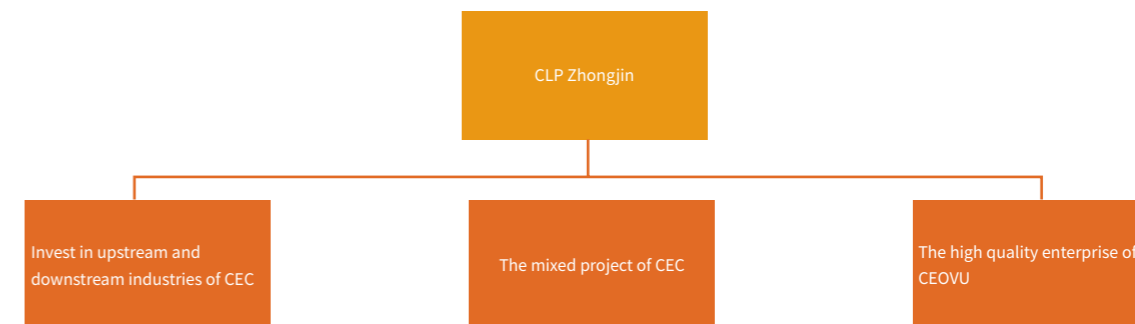 CLP Zhongjin
Invest in upstream and
downstream industries of CEC
The mixed project of CEC
The high quality enterprise of
CEOVU